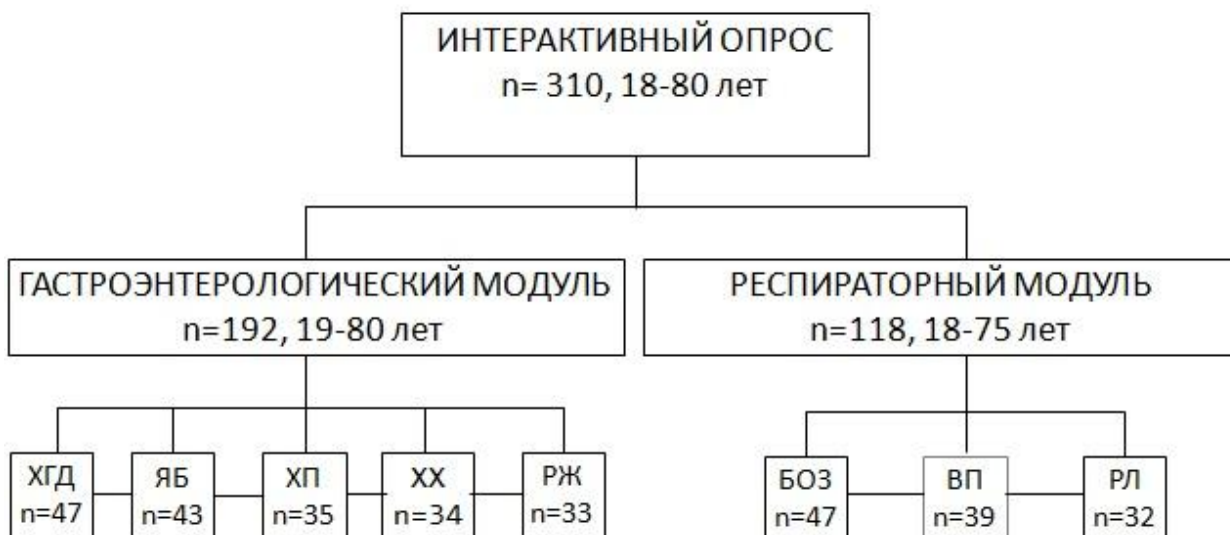 ИНТЕРАКТИВНЫЙ ОПРОС
n= 310, 18-80 лет
ГАСТРОЭНТЕРОЛОГИЧЕСКИЙ МОДУЛЬ
n=192, 19-80 лет
РЕСПИРАТОРНЫЙ МОДУЛЬ
n=118, 18-75 лет
ХГД
n=47
ЯБ
n=43
ХП
n=35
ХХ
n=34
РЖ
n=33
БОЗ
n=47
ВП
n=39
РЛ
n=32